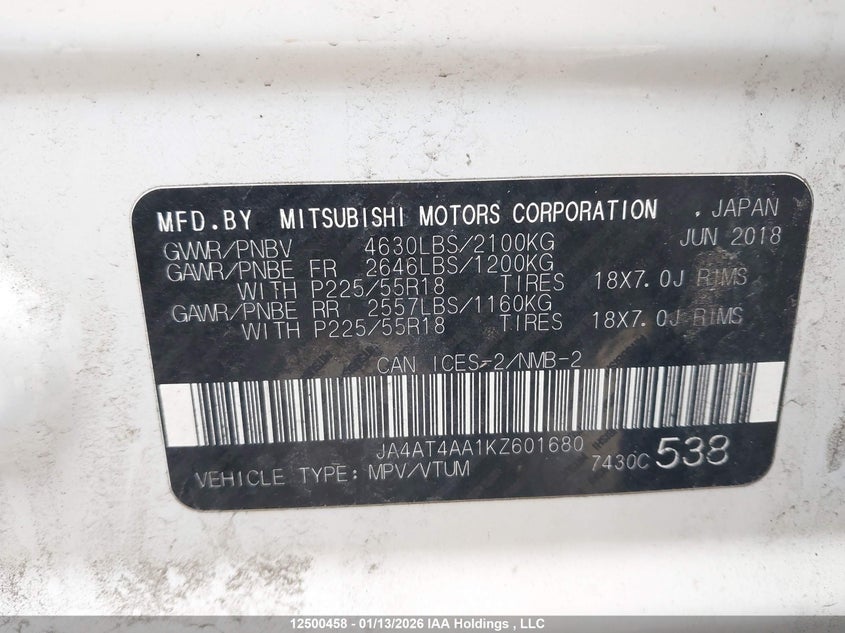 MFD.BY MITSUBISHI MOTORS CORPORATION , JAPAN
GVWR/PNBV 4630LBS/2100KG JUN 2018
GAWR/PNBE FR 2646LBS/1200KG
WITH P225/55R18 TIRES 18X7.0J RIMS
GAWR/PNBE RR 2557LBS/1160KG
WITH P225/55R18 TIRES 18X7.0J RIMS
CAN ICES-2/NMB-2
JA4AT4AA1KZ601680
VEHICLE TYPE: MPV/VTUM 7430C 538
12500458 - 01/13/2026 IAA Holdings , LLC